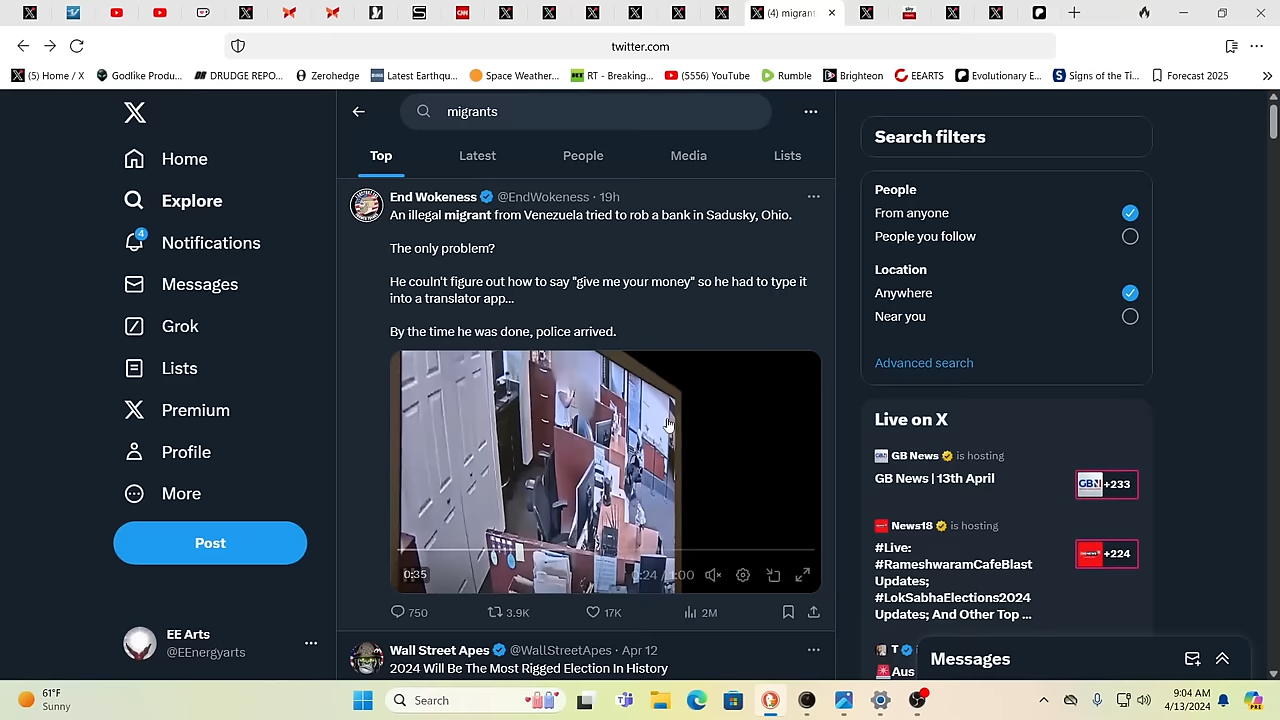 (4) migrant
twitter.com
(5) Home / X
Godlike Produ...
DRUDGE REPO...
Zerohedge
Latest Earthqu...
Space Weather...
RT - Breaking...
(5556) YouTube
Rumble
Brighteon
EEARTS
Evolutionary E...
Signs of the Ti...
Forecast 2025
migrants
Top
Latest
People
Media
Lists
Home
Explore
4
Notifications
Messages
Grok
Lists
Premium
Profile
More
Post
EE Arts
@EEnergyarts
End Wokeness @EndWokeness · 19h
An illegal migrant from Venezuela tried to rob a bank in Sadusky, Ohio.
The only problem?
He couln't figure out how to say "give me your money" so he had to type it
into a translator app...
By the time he was done, police arrived.
0:35
750
3.9K
17K
2M
Wall Street Apes @WallStreetApes · Apr 12
2024 Will Be The Most Rigged Election In History
Search filters
People
From anyone
People you follow
Location
Anywhere
Near you
Advanced search
Live on X
GB News is hosting
GB News | 13th April
GBN +233
News18 is hosting
#Live:
#RameshwaramCafeBlast
Updates;
#LokSabhaElections2024
Updates; And Other Top ...
+224
T
Aus
Messages
61°F
Sunny
Search
9:04 AM
4/13/2024
PRE